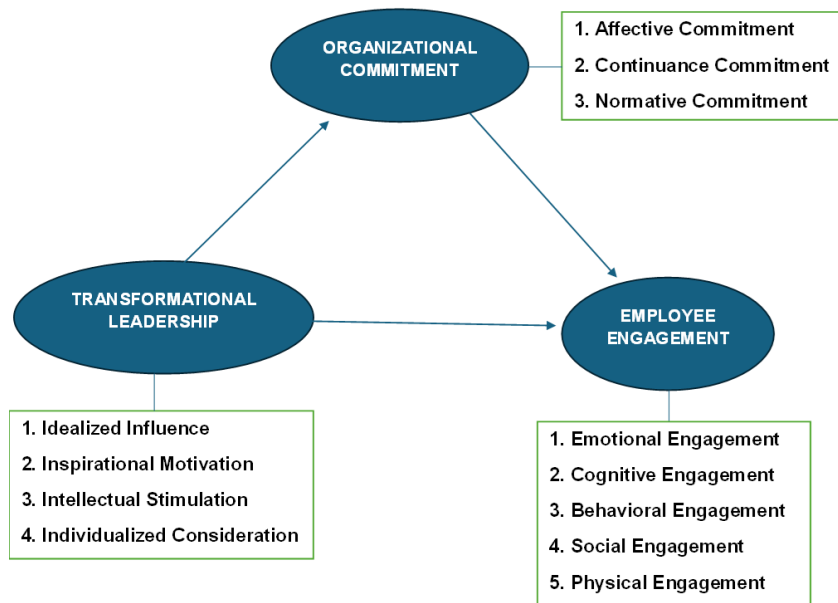 ORGANIZATIONAL
COMMITMENT
1. Affective Commitment
2. Continuance Commitment
3. Normative Commitment
TRANSFORMATIONAL
LEADERSHIP
EMPLOYEE
ENGAGEMENT
1. Idealized Influence
2. Inspirational Motivation
3. Intellectual Stimulation
4. Individualized Consideration
1. Emotional Engagement
2. Cognitive Engagement
3. Behavioral Engagement
4. Social Engagement
5. Physical Engagement